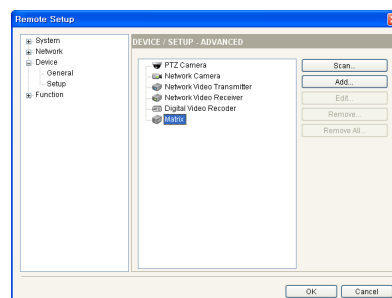 Remote Setup
System
Network
Device
General
Setup
Function
DEVICE / SETUP - ADVANCED
PTZ Camera
Network Camera
Network Video Transmitter
Network Video Receiver
Digital Video Recoder
Matrix
Scan...
Add...
Edit...
Remove...
Remove All...
OK
Cancel